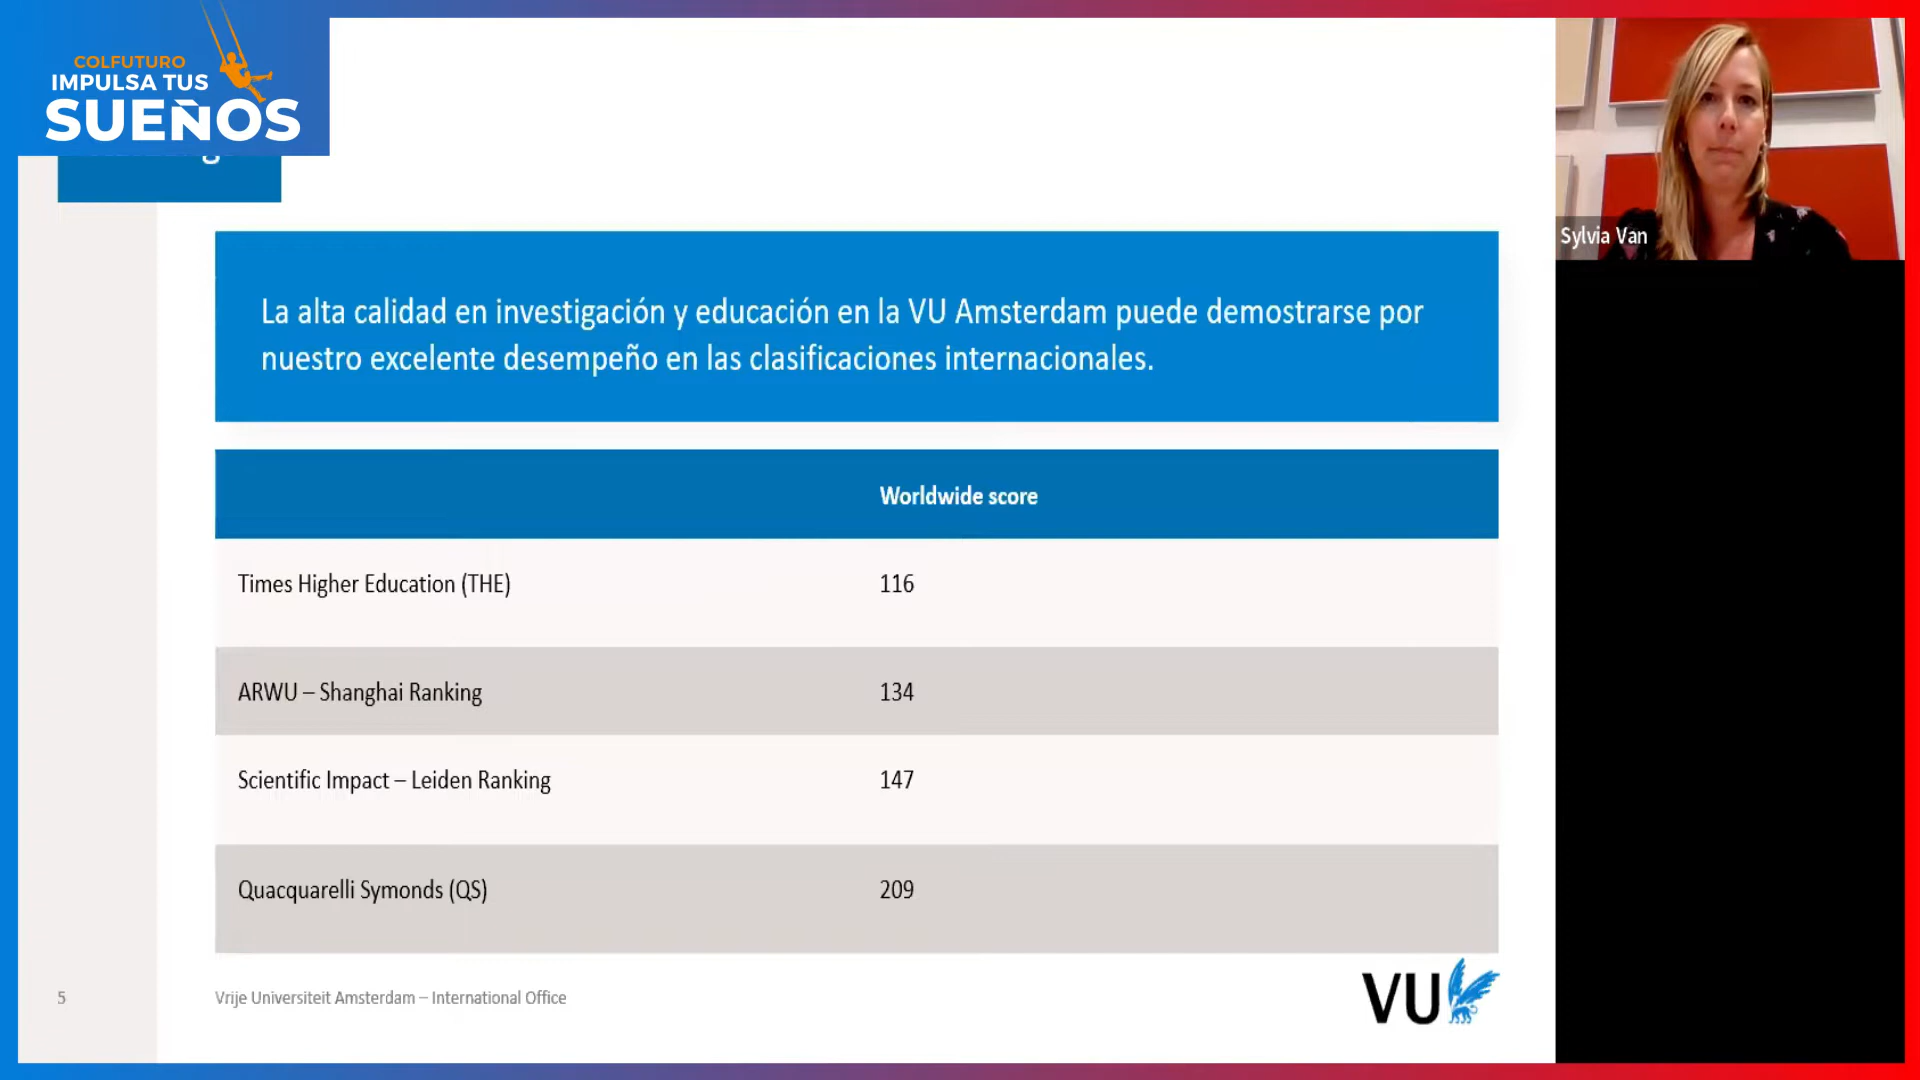 COLFUTURO
IMPULSA TUS
SUEÑOS
Sylvia Van
La alta calidad en investigación y educación en la VU Amsterdam puede demostrarse por
nuestro excelente desempeño en las clasificaciones internacionales.
Worldwide score
Times Higher Education (THE) 116
ARWU – Shanghai Ranking 134
Scientific Impact – Leiden Ranking 147
Quacquarelli Symonds (QS) 209
5
Vrije Universiteit Amsterdam – International Office
VU